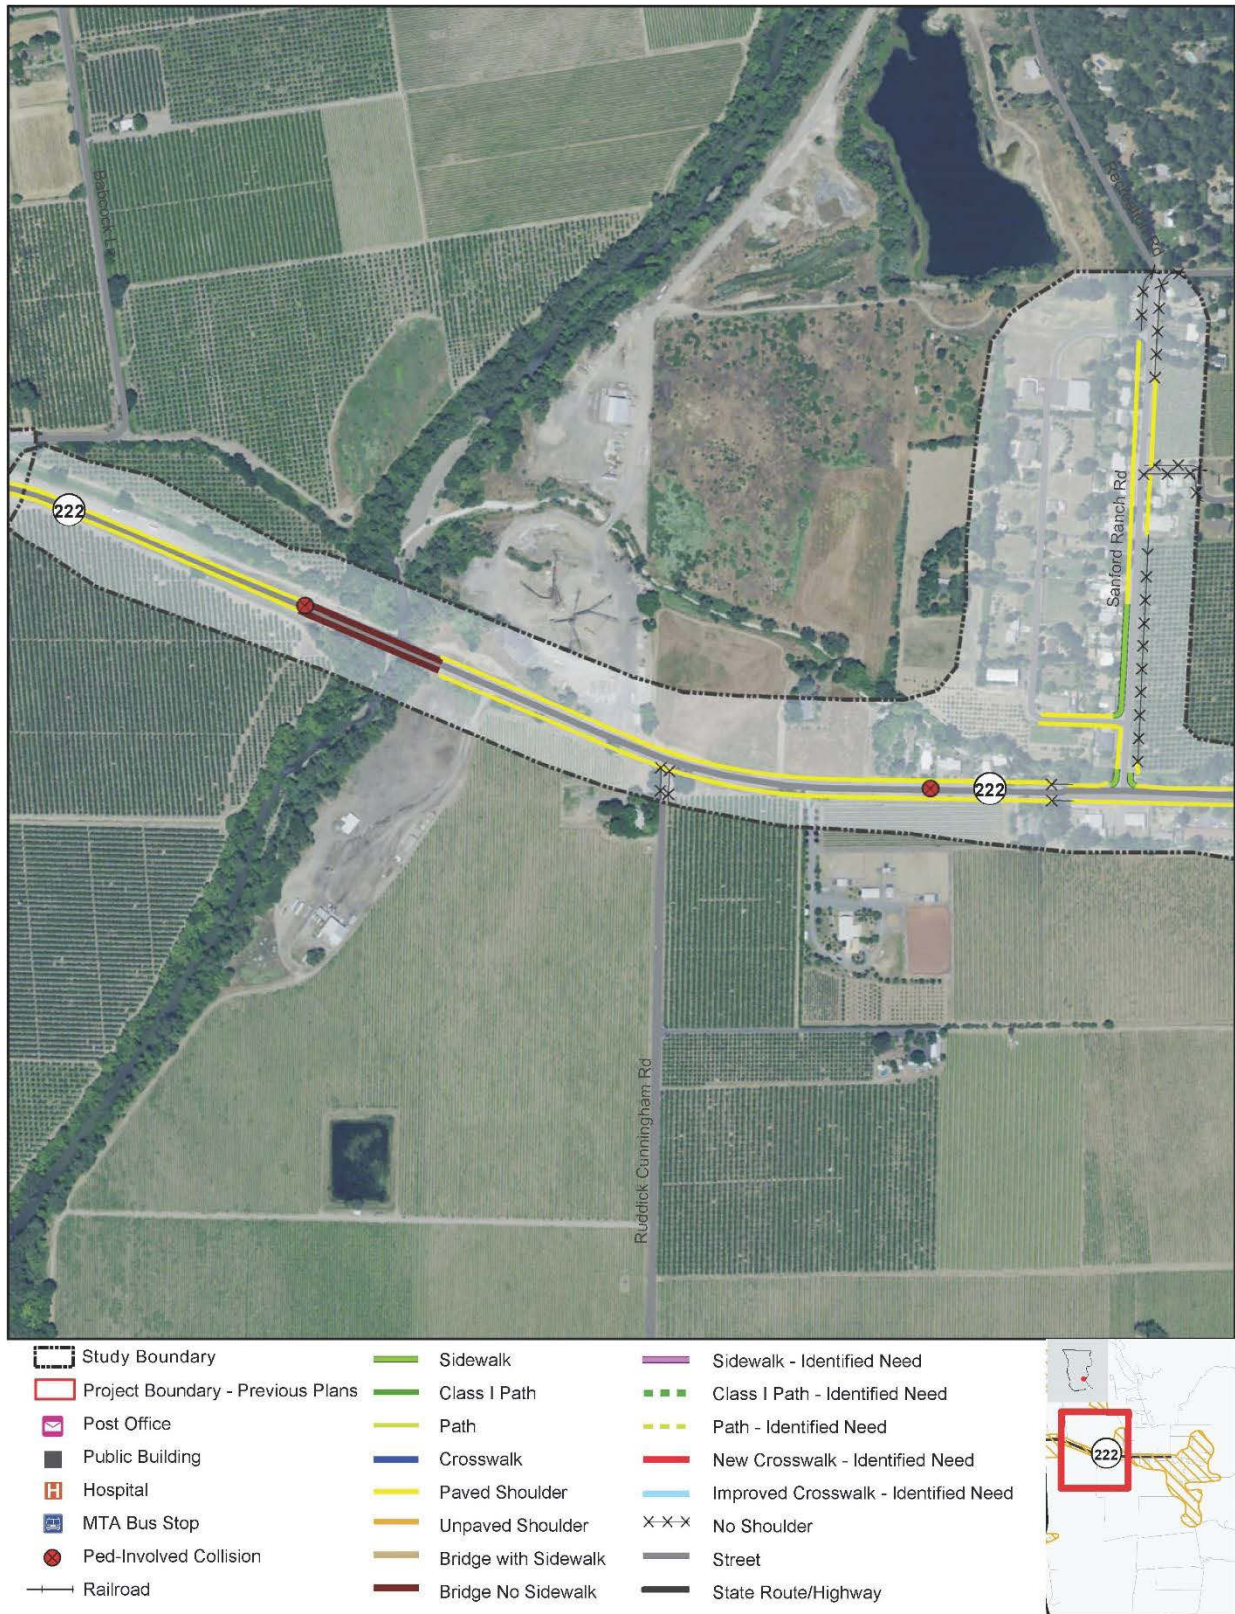 Babcock Ln
Redwillow Rd
222
Sanford Ranch Rd
222
Ruddick Cunningham Rd
Study Boundary
Project Boundary - Previous Plans
Post Office
Public Building
H Hospital
MTA Bus Stop
Ped-Involved Collision
Railroad
Sidewalk
Class I Path
Path
Crosswalk
Paved Shoulder
Unpaved Shoulder
Bridge with Sidewalk
Bridge No Sidewalk
Sidewalk - Identified Need
Class I Path - Identified Need
Path - Identified Need
New Crosswalk - Identified Need
Improved Crosswalk - Identified Need
No Shoulder
Street
State Route/Highway
222